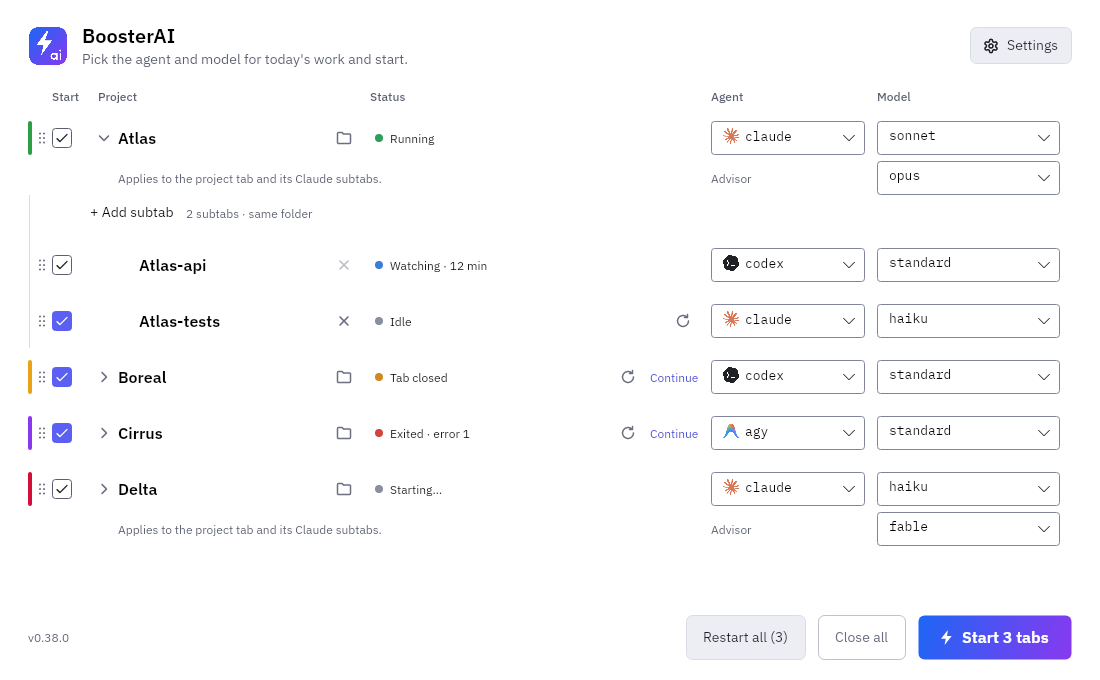 ai
BoosterAI
Pick the agent and model for today's work and start.
Settings
Start Project Status Agent Model
Atlas Running claude sonnet
Applies to the project tab and its Claude subtabs. Advisor opus
+ Add subtab 2 subtabs · same folder
Atlas-api Watching · 12 min codex standard
Atlas-tests Idle claude haiku
Boreal Tab closed Continue codex standard
Cirrus Exited · error 1 Continue agy standard
Delta Starting... claude haiku
Applies to the project tab and its Claude subtabs. Advisor fable
v0.38.0 Restart all (3) Close all Start 3 tabs